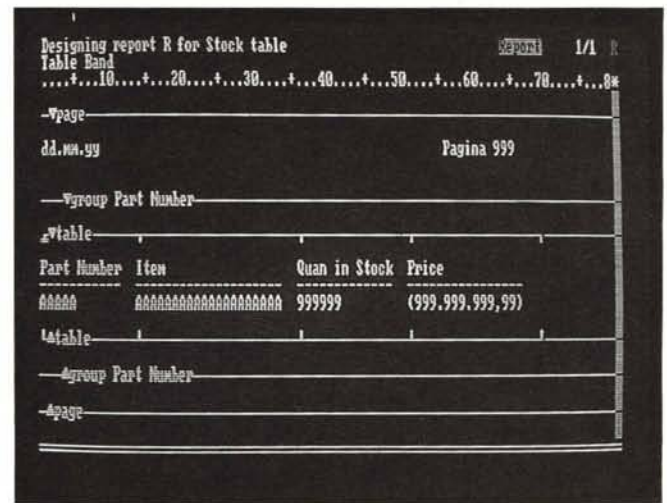 Designing report R for Stock table Report 1/1 R
Table Band
....+...10....+...20....+...30....+...40....+...50....+...60....+...70....+...8*
▼page
dd.mm.yy Pagina 999
▼group Part Number
▼table
Part Number Item Quan in Stock Price
----------- -------------------- ------------- ----------------
AAAAA AAAAAAAAAAAAAAAAAAAA 999999 (999.999.999,99)
▲table
▲group Part Number
▲page